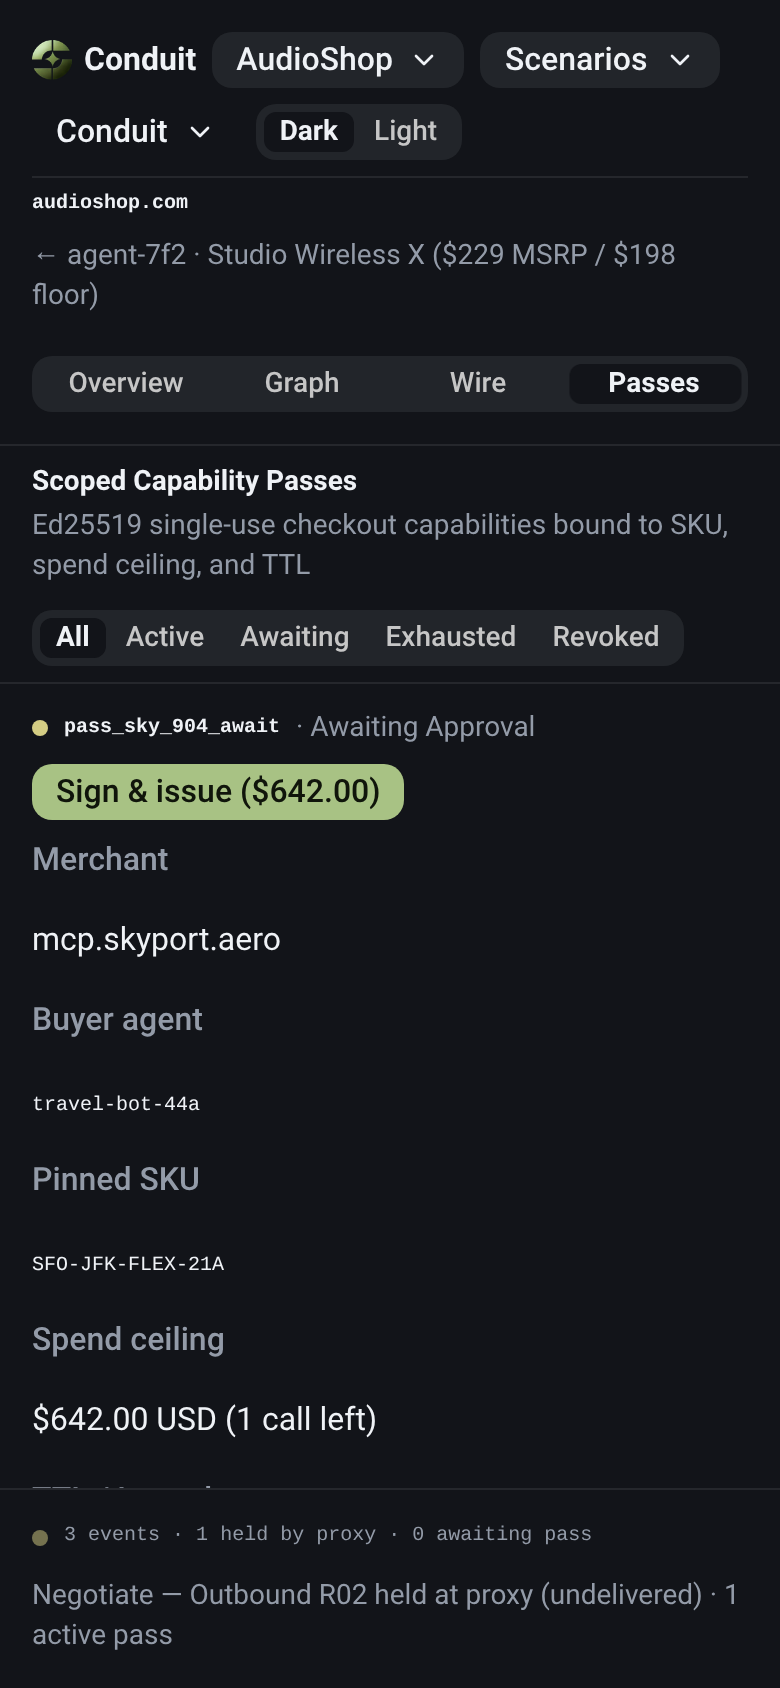 Conduit AudioShop Scenarios
Conduit Dark Light
audioshop.com
← agent-7f2 · Studio Wireless X ($229 MSRP / $198
floor)
Overview Graph Wire Passes
Scoped Capability Passes
Ed25519 single-use checkout capabilities bound to SKU,
spend ceiling, and TTL
All Active Awaiting Exhausted Revoked
pass_sky_904_await · Awaiting Approval
Sign & issue ($642.00)
Merchant
mcp.skyport.aero
Buyer agent
travel-bot-44a
Pinned SKU
SFO-JFK-FLEX-21A
Spend ceiling
$642.00 USD (1 call left)
3 events · 1 held by proxy · 0 awaiting pass
Negotiate — Outbound R02 held at proxy (undelivered) · 1
active pass